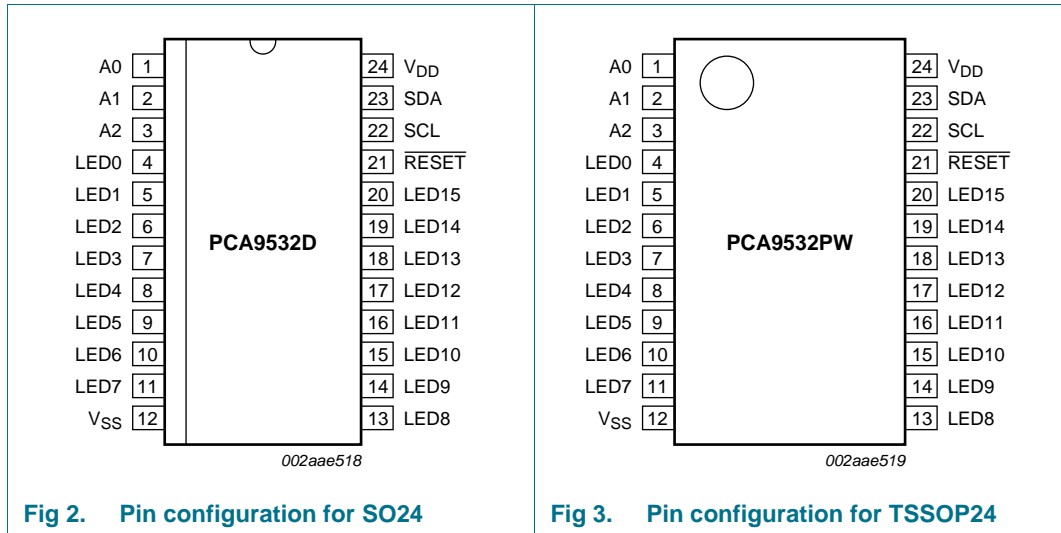 A0 1 24 VDD
A1 2 23 SDA
A2 3 22 SCL
LED0 4 21 RESET
LED1 5 20 LED15
LED2 6 19 LED14
LED3 7 18 LED13
PCA9532D
LED4 8 17 LED12
LED5 9 16 LED11
LED6 10 15 LED10
LED7 11 14 LED9
VSS 12 13 LED8
002aae518
Fig 2. Pin configuration for SO24
A0 1 24 VDD
A1 2 23 SDA
A2 3 22 SCL
LED0 4 21 RESET
LED1 5 20 LED15
LED2 6 19 LED14
PCA9532PW
LED3 7 18 LED13
LED4 8 17 LED12
LED5 9 16 LED11
LED6 10 15 LED10
LED7 11 14 LED9
VSS 12 13 LED8
002aae519
Fig 3. Pin configuration for TSSOP24